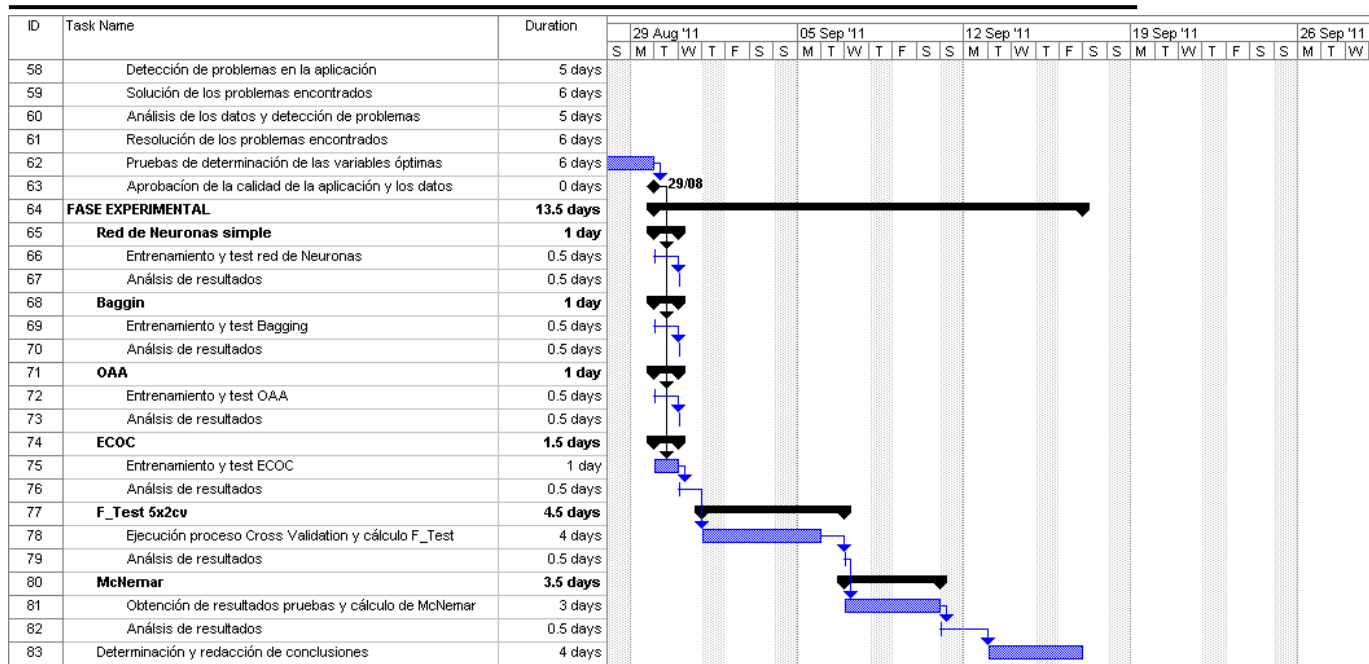 ID Task Name Duration 29 Aug '11 05 Sep '11 12 Sep '11 19 Sep '11 26 Sep '11
S M T W T F S S M T W T F S S M T W T F S S M T W T F S S M T W
58 Detección de problemas en la aplicación 5 days
59 Solución de los problemas encontrados 6 days
60 Análisis de los datos y detección de problemas 5 days
61 Resolución de los problemas encontrados 6 days
62 Pruebas de determinación de las variables óptimas 6 days
63 Aprobacíon de la calidad de la aplicación y los datos 0 days 29/08
64 FASE EXPERIMENTAL 13.5 days
65 Red de Neuronas simple 1 day
66 Entrenamiento y test red de Neuronas 0.5 days
67 Análsis de resultados 0.5 days
68 Baggin 1 day
69 Entrenamiento y test Bagging 0.5 days
70 Análsis de resultados 0.5 days
71 OAA 1 day
72 Entrenamiento y test OAA 0.5 days
73 Análsis de resultados 0.5 days
74 ECOC 1.5 days
75 Entrenamiento y test ECOC 1 day
76 Análsis de resultados 0.5 days
77 F_Test 5x2cv 4.5 days
78 Ejecución proceso Cross Validation y cálculo F_Test 4 days
79 Análsis de resultados 0.5 days
80 McNemar 3.5 days
81 Obtención de resultados pruebas y cálculo de McNemar 3 days
82 Análsis de resultados 0.5 days
83 Determinación y redacción de conclusiones 4 days